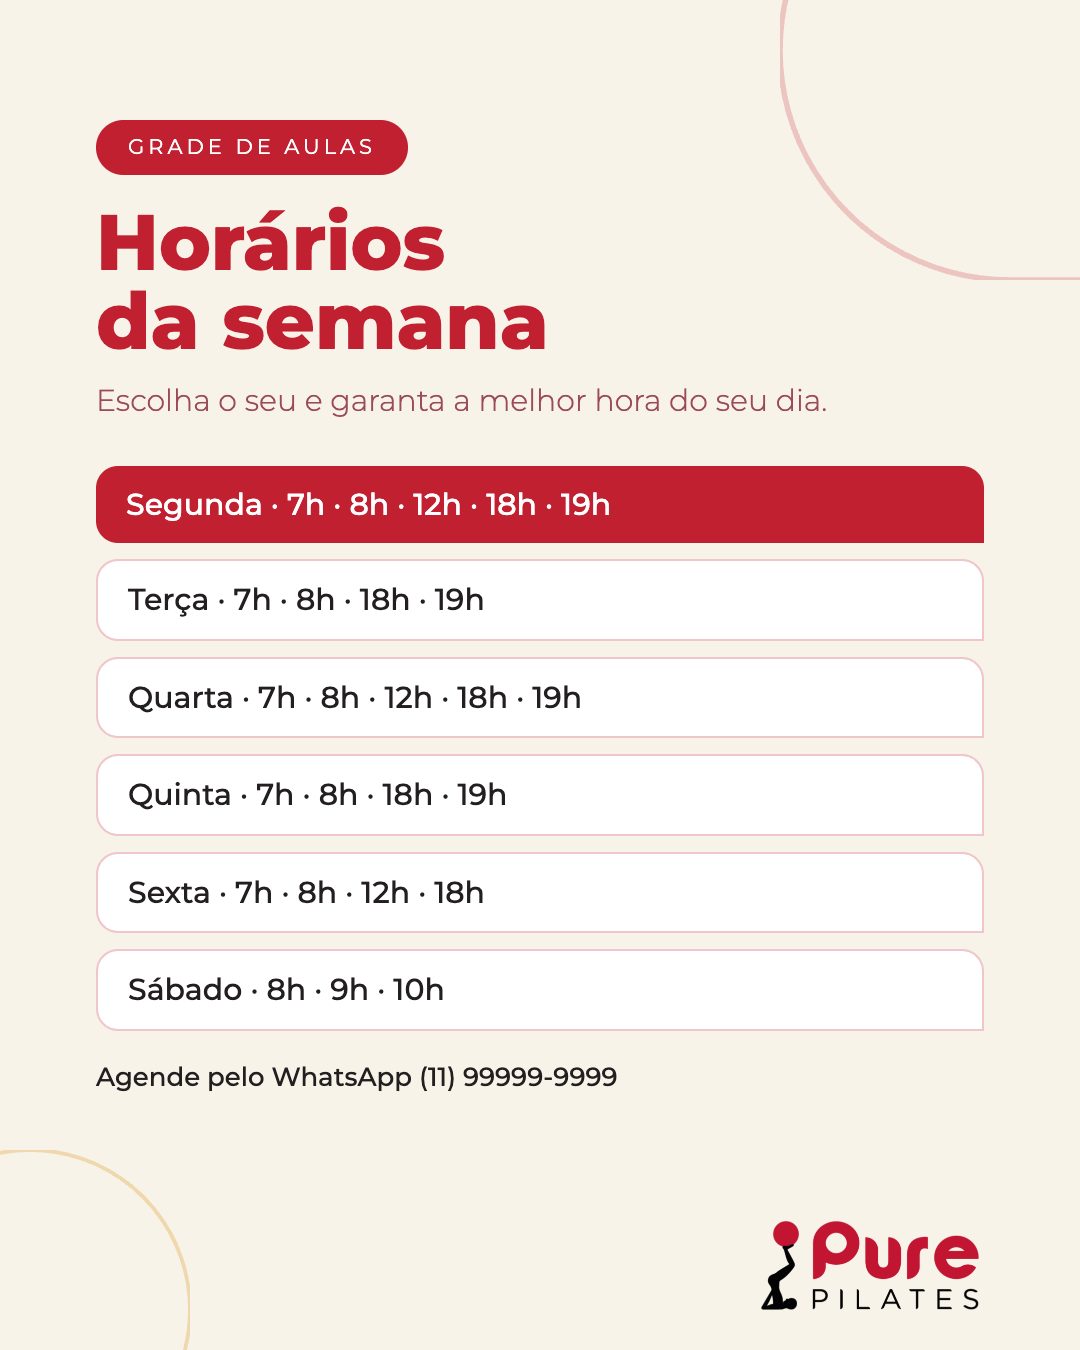 GRADE DE AULAS
Horários
da semana
Escolha o seu e garanta a melhor hora do seu dia.
Segunda · 7h · 8h · 12h · 18h · 19h
Terça · 7h · 8h · 18h · 19h
Quarta · 7h · 8h · 12h · 18h · 19h
Quinta · 7h · 8h · 18h · 19h
Sexta · 7h · 8h · 12h · 18h
Sábado · 8h · 9h · 10h
Agende pelo WhatsApp (11) 99999-9999
Pure
PILATES